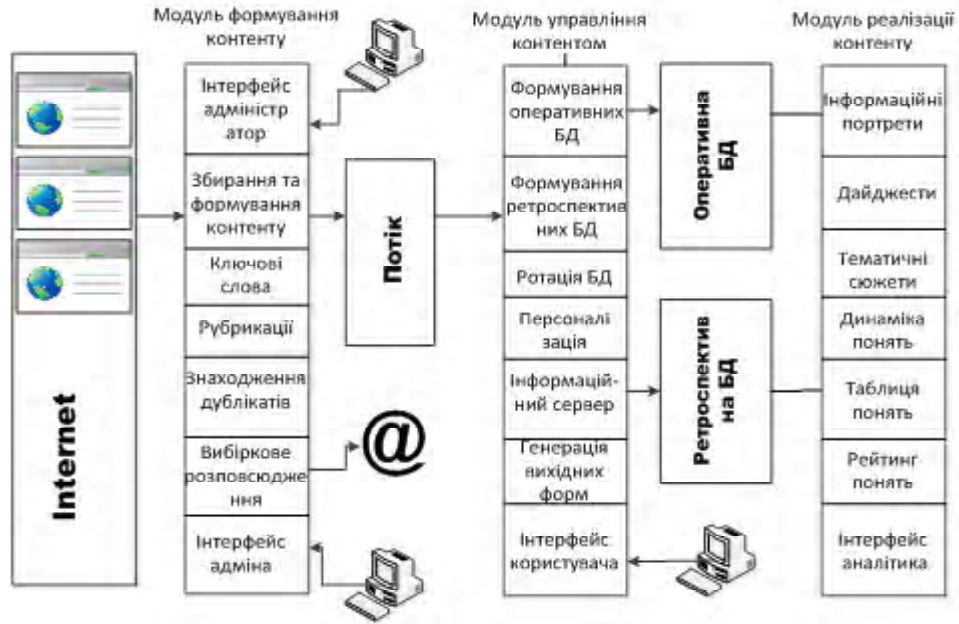 Модуль формування
контенту
Інтерфейс
адміністр
атор
Збирання та
формування
контенту
Ключові
слова
Рубрикації
Знаходження
дублікатів
Вибіркове
розповсюдже
ння
Інтерфейс
адміна
Internet
Потік
@
Модуль управління
контентом
Формування
оперативних
БД
Формування
ретроспектив
них БД
Ротація БД
Персоналі
зація
Інформацій-
ний сервер
Генерація
вихідних
форм
Інтерфейс
користувача
Оперативна
БД
Ретроспектив
на БД
Модуль реалізації
контенту
Інформаційні
портрети
Дайджести
Тематичні
сюжети
Динаміка
понять
Таблиця
понять
Рейтинг
понять
Інтерфейс
аналітика